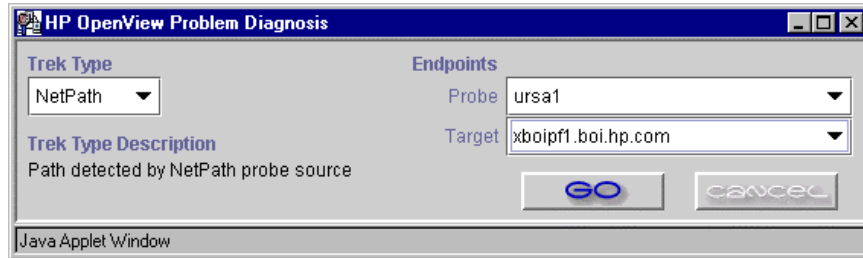 HP OpenView Problem Diagnosis
Trek Type
NetPath
Trek Type Description
Path detected by NetPath probe source
Endpoints
Probe ursa1
Target xboipf1.boi.hp.com
GO CANCEL
Java Applet Window